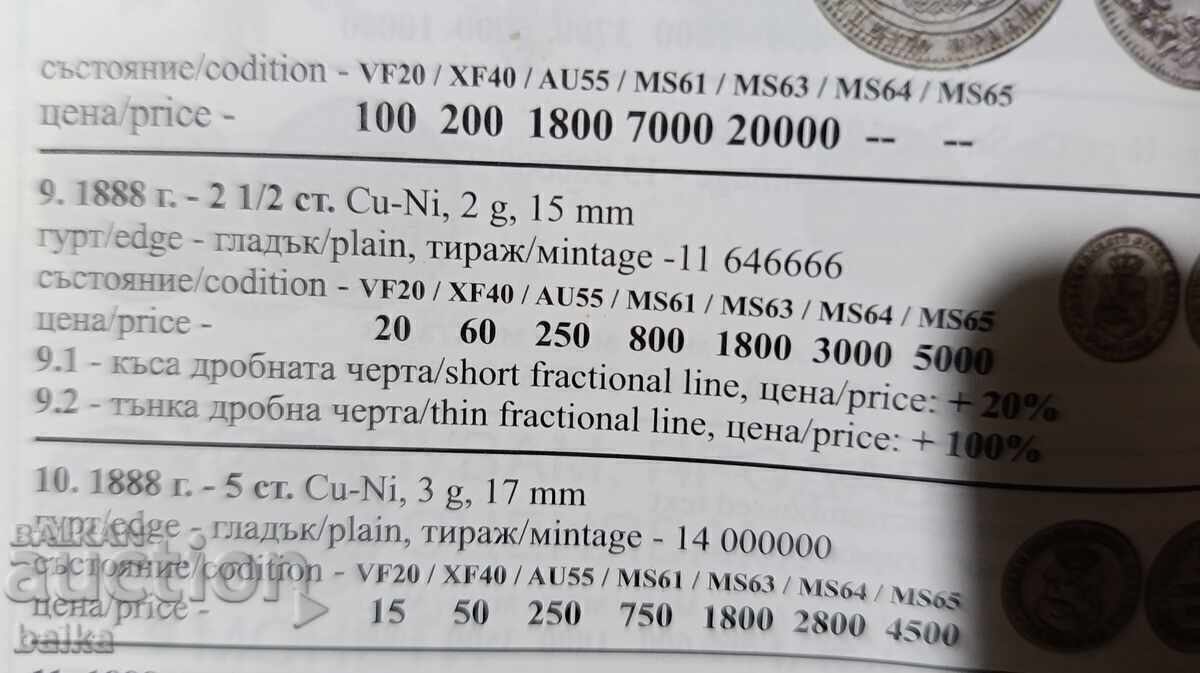 състояние/codition - VF20 / XF40 / AU55 / MS61 / MS63 / MS64 / MS65
цена/price - 100 200 1800 7000 20000 -- --
9. 1888 г. - 2 1/2 ст. Cu-Ni, 2 g, 15 mm
гурт/edge - гладък/plain, тираж/мintage -11 646666
състояние/codition - VF20 / XF40 / AU55 / MS61 / MS63 / MS64 / MS65
цена/price - 20 60 250 800 1800 3000 5000
9.1 - къса дробната черта/short fractional line, цена/price: + 20%
9.2 - тънка дробна черта/thin fractional line, цена/price: + 100%
10. 1888 г. - 5 ст. Cu-Ni, 3 g, 17 mm
гурт/edge - гладък/plain, тираж/мintage - 14 000000
състояние/codition - VF20 / XF40 / AU55 / MS61 / MS63 / MS64 / MS65
цена/price - 15 50 250 750 1800 2800 4500
BALKAN
auction
baika